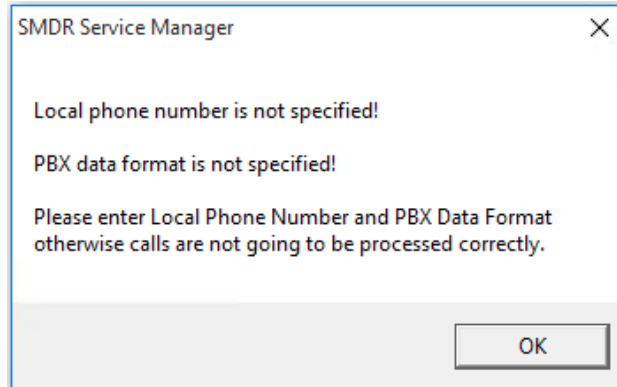 SMDR Service Manager
Local phone number is not specified!
PBX data format is not specified!
Please enter Local Phone Number and PBX Data Format
otherwise calls are not going to be processed correctly.
OK